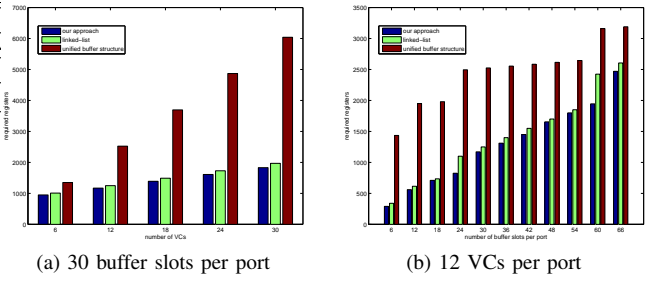 7000
6000
5000
4000
3000
2000
1000
0
required registers
our approach
linked-list
unified buffer structure
6 12 18 24 30
number of VCs
(a) 30 buffer slots per port
3500
3000
2500
2000
1500
1000
500
0
required registers
our approach
linked-list
unified buffer structure
6 12 18 24 30 36 42 48 54 60 66
number of buffer slots per port
(b) 12 VCs per port